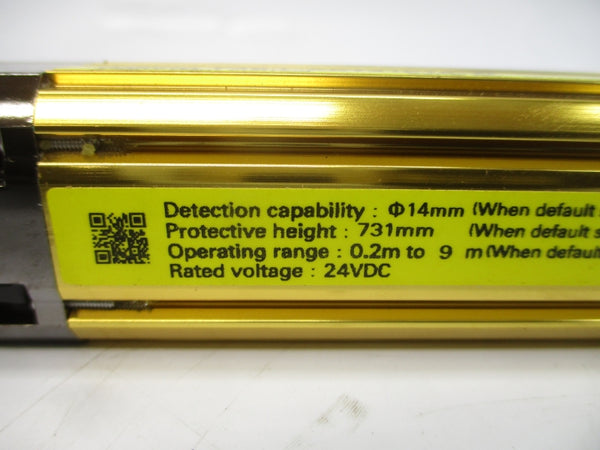 Detection capability : Φ14mm (When default
Protective height : 731mm (When default s
Operating range : 0.2m to 9 m(When default
Rated voltage : 24VDC